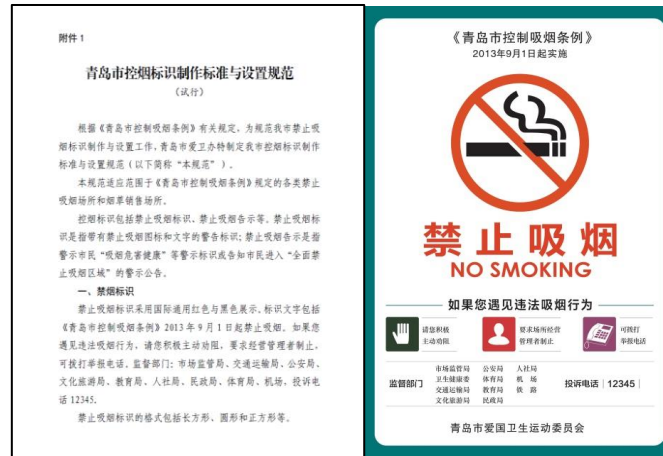 附件 1
青岛市控烟标识制作标准与设置规范
（试行）
根据《青岛市控制吸烟条例》有关规定，为规范我市禁止吸
烟标识制作与设置工作，青岛市爱卫办特制定我市控烟标识制作
标准与设置规范（以下简称“本规范”）。
本规范适应范围于《青岛市控制吸烟条例》规定的各类禁止
吸烟场所和烟草销售场所。
控烟标识包括禁止吸烟标识、禁止吸烟告示等。禁止吸烟标
识是指带有禁止吸烟图标和文字的警告标识；禁止吸烟告示是指
警示市民“吸烟危害健康”等警示标识或告知市民进入“全面禁
止吸烟区域”的警示公告。
一、禁烟标识
禁止吸烟标识采用国际通用红色与黑色展示。标识文字包括
《青岛市控制吸烟条例》2013 年 9 月 1 日起禁止吸烟。如果您
遇见违法吸烟行为，请您积极主动劝阻，要求经营管理者制止，
可拨打举报电话。监督部门：市场监管局、交通运输局、公安局、
文化旅游局、教育局、人社局、民政局、体育局、机场，投诉电
话 12345。
禁止吸烟标识的格式包括长方形、圆形和正方形等。
《青岛市控制吸烟条例》
2013年9月1日起实施
禁止吸烟
NO SMOKING
如果您遇见违法吸烟行为
请您积极
主动劝阻
要求场所经营
管理者制止
可拨打
举报电话
监督部门
市场监管局 公安局 人社局
卫生健康委 体育局 机 场
交通运输局 教育局 铁 路
文化旅游局 民政局
投诉电话 | 12345 |
青岛市爱国卫生运动委员会